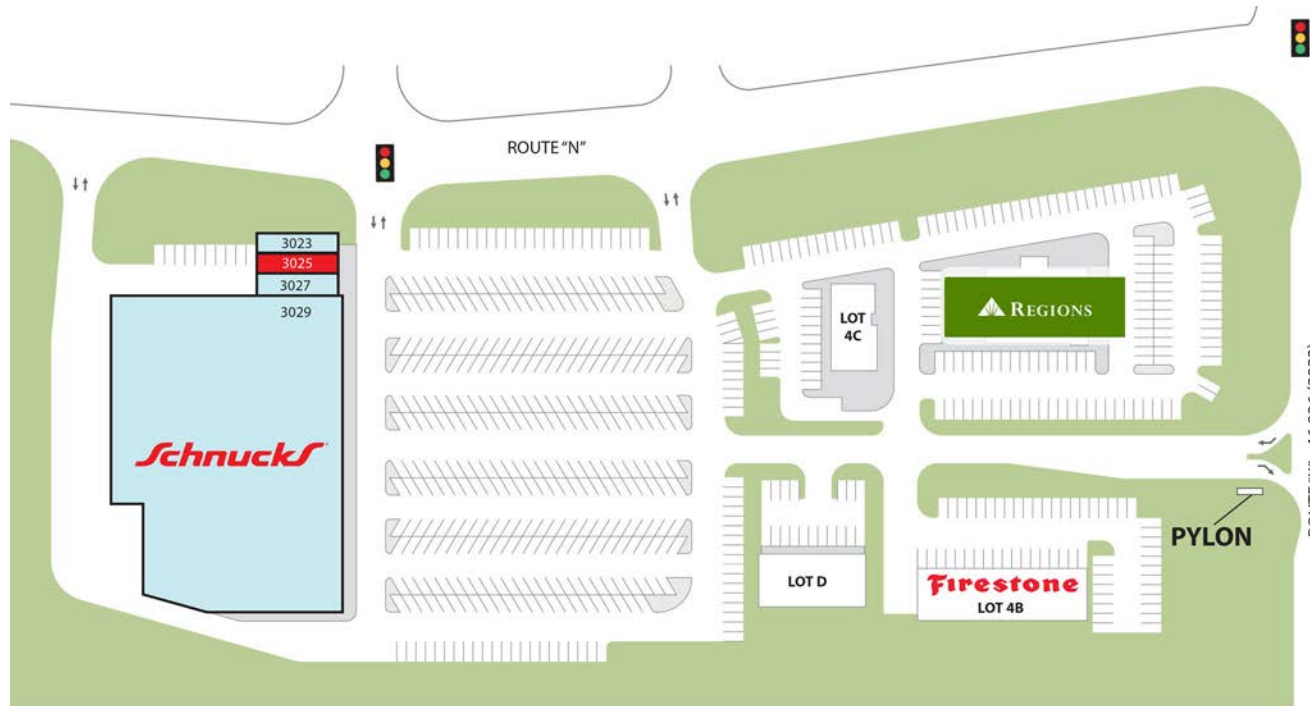 ROUTE "N"
3023
3025
3027
3029
Schnucks
LOT
4C
REGIONS
PYLON
LOT D
Firestone
LOT 4B